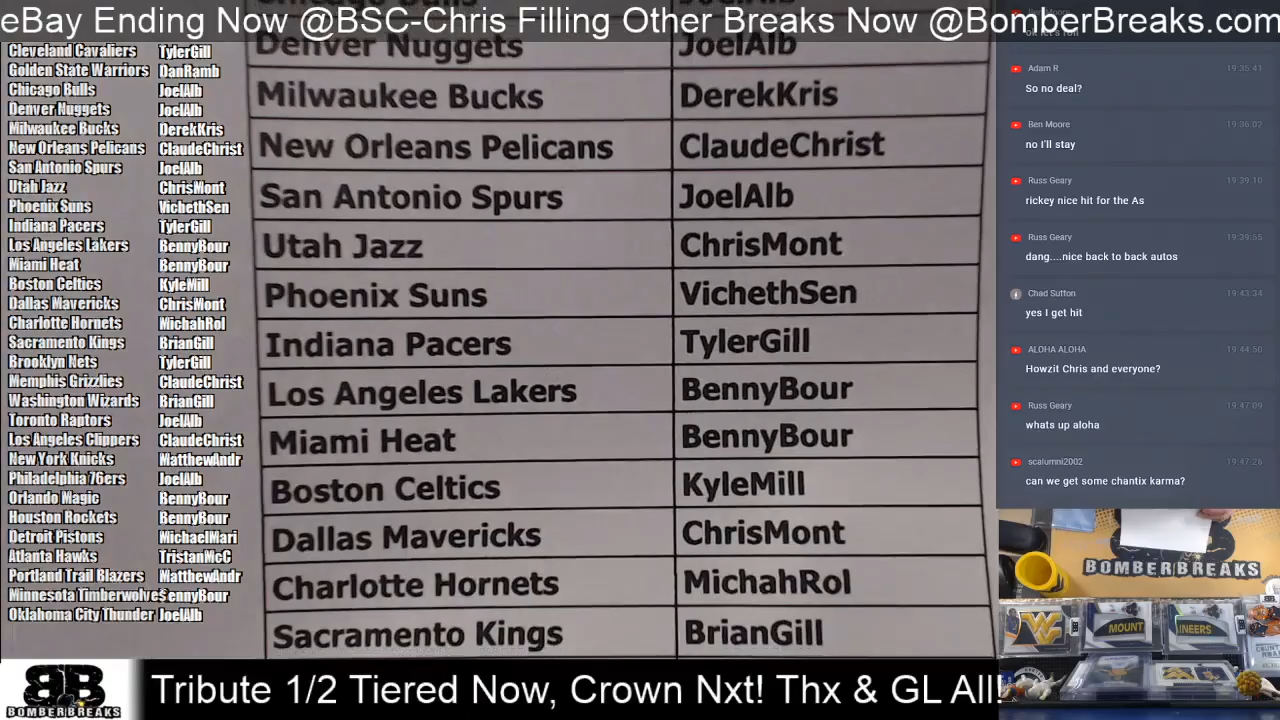 eBay Ending Now @BSC-Chris Filling Other Breaks Now @BomberBreaks.com
Cleveland Cavaliers TylerGill
Golden State Warriors DanRamb
Chicago Bulls JoelAlb
Denver Nuggets JoelAlb
Milwaukee Bucks DerekKris
New Orleans Pelicans ClaudeChrist
San Antonio Spurs JoelAlb
Utah Jazz ChrisMont
Phoenix Suns VichethSen
Indiana Pacers TylerGill
Los Angeles Lakers BennyBour
Miami Heat BennyBour
Boston Celtics KyleMill
Dallas Mavericks ChrisMont
Charlotte Hornets MichahRol
Sacramento Kings BrianGill
Brooklyn Nets TylerGill
Memphis Grizzlies ClaudeChrist
Washington Wizards BrianGill
Toronto Raptors JoelAlb
Los Angeles Clippers ClaudeChrist
New York Knicks MatthewAndr
Philadelphia 76ers JoelAlb
Orlando Magic BennyBour
Houston Rockets BennyBour
Detroit Pistons MichaelMari
Atlanta Hawks TristanMcC
Portland Trail Blazers MatthewAndr
Minnesota Timberwolves BennyBour
Oklahoma City Thunder JoelAlb
Chicago Bulls JoelAlb
Denver Nuggets JoelAlb
Milwaukee Bucks DerekKris
New Orleans Pelicans ClaudeChrist
San Antonio Spurs JoelAlb
Utah Jazz ChrisMont
Phoenix Suns VichethSen
Indiana Pacers TylerGill
Los Angeles Lakers BennyBour
Miami Heat BennyBour
Boston Celtics KyleMill
Dallas Mavericks ChrisMont
Charlotte Hornets MichahRol
Sacramento Kings BrianGill
Ben Moore
ok let's roll
Adam R 19:35:41
So no deal?
Ben Moore 19:36:02
no I'll stay
Russ Geary 19:39:10
rickey nice hit for the As
Russ Geary 19:39:55
dang....nice back to back autos
Chad Sutton 19:43:34
yes I get hit
ALOHA ALOHA 19:44:50
Howzit Chris and everyone?
Russ Geary 19:47:09
whats up aloha
scalumni2002 19:47:26
can we get some chantix karma?
BOMBERBREAKS
MOUNT
INEERS
BB
BOMBERBREAKS
Tribute 1/2 Tiered Now, Crown Nxt! Thx & GL All!